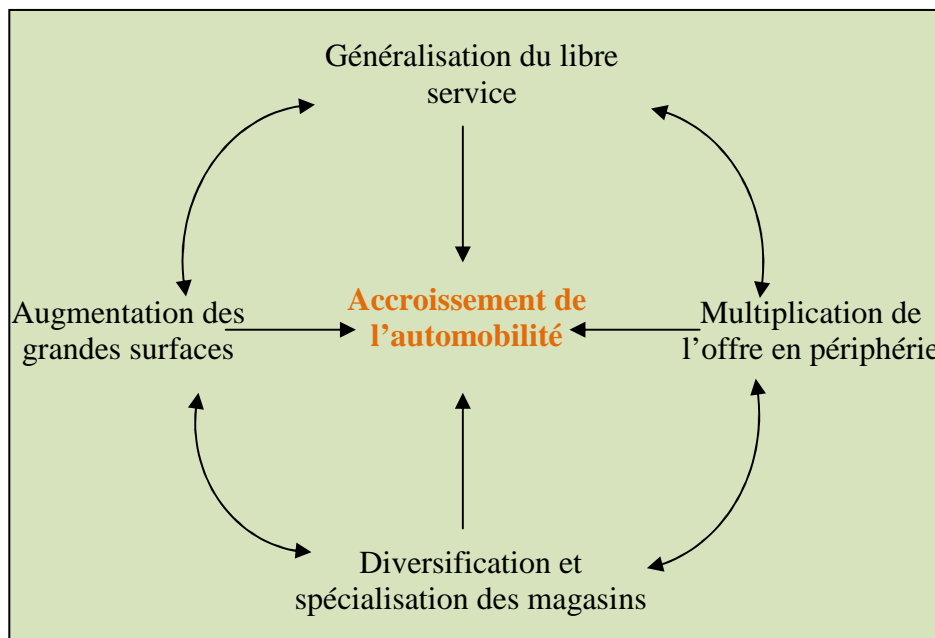 Généralisation du libre
service
Augmentation des
grandes surfaces
Accroissement de
l’automobilité
Multiplication de
l’offre en périphérie
Diversification et
spécialisation des magasins